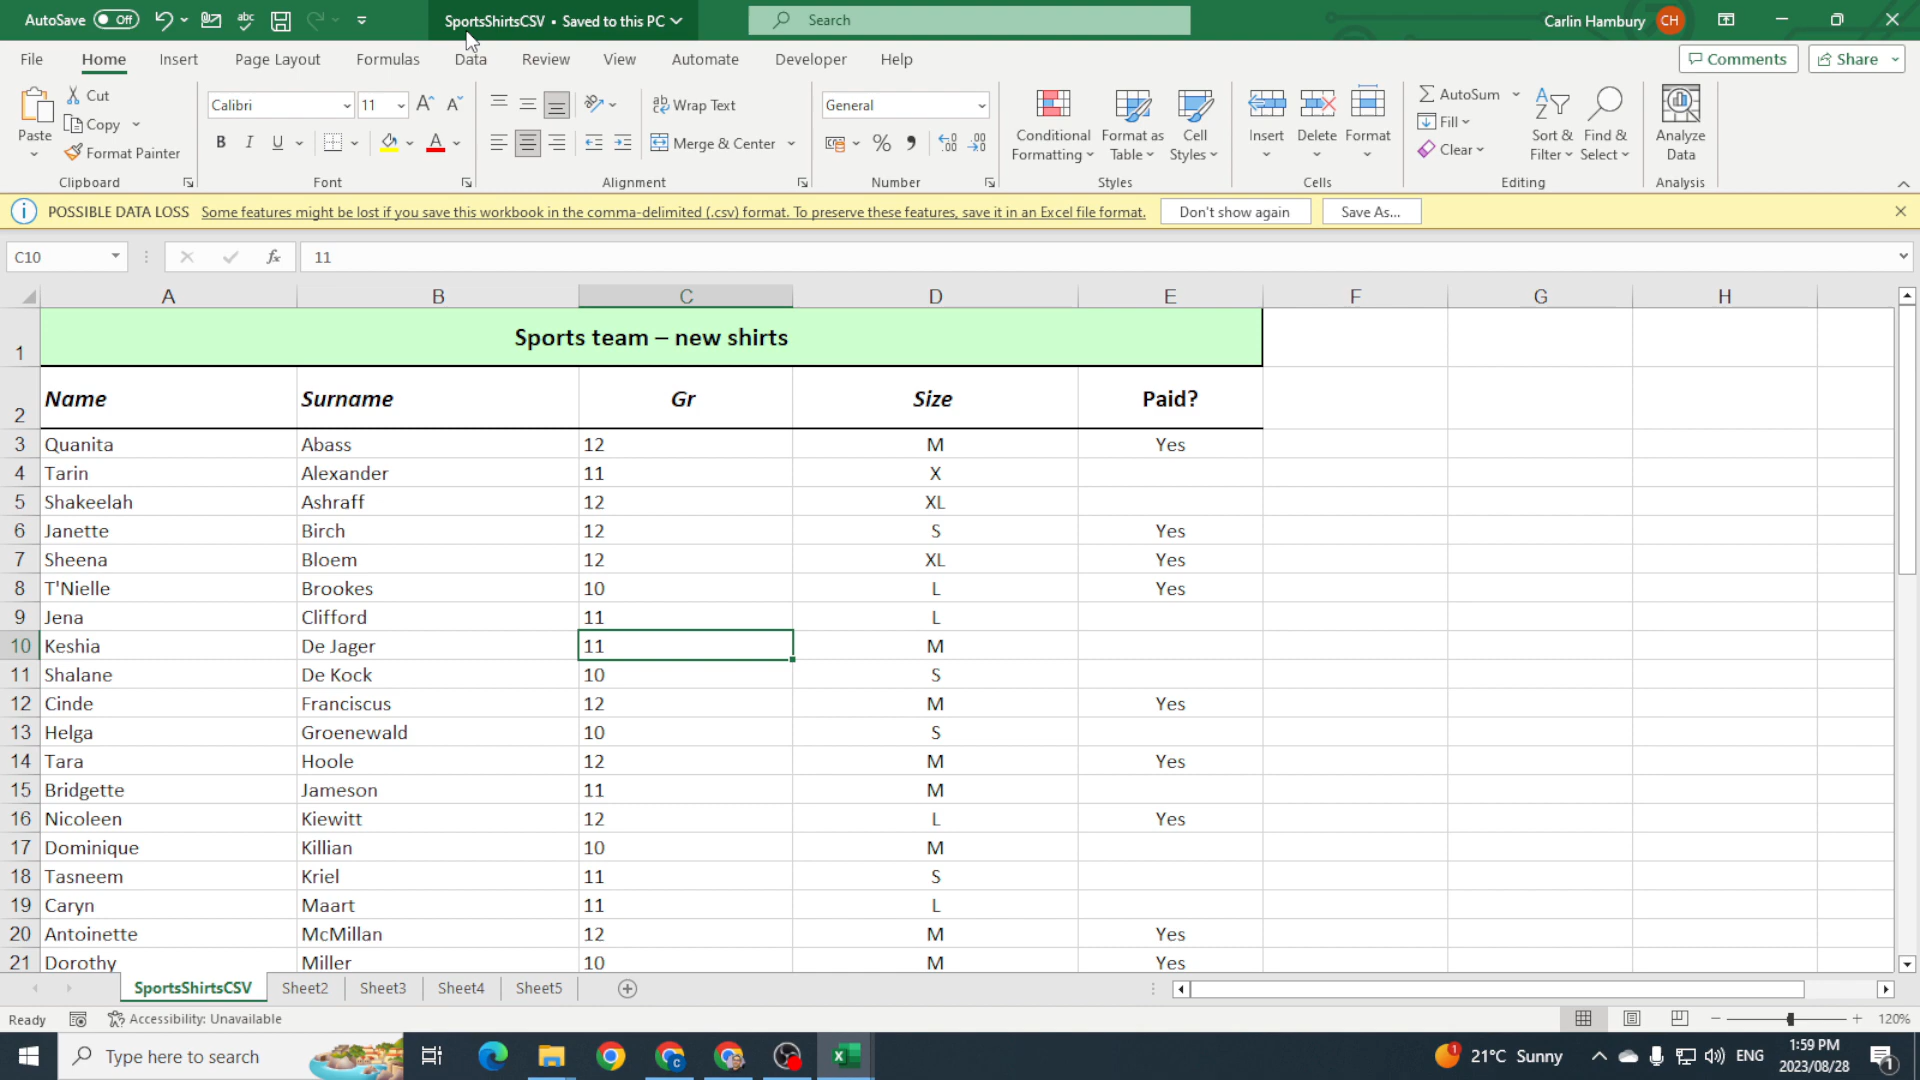 AutoSave Off SportsShirtsCSV • Saved to this PC Search Carlin Hambury CH
File Home Insert Page Layout Formulas Data Review View Automate Developer Help Comments Share
Paste Cut Copy Format Painter Clipboard
Calibri 11 B I U Font
Wrap Text Merge & Center Alignment
General % Number
Conditional Formatting Format as Table Cell Styles Styles
Insert Delete Format Cells
AutoSum Fill Clear Sort & Filter Find & Select Editing
Analyze Data Analysis
POSSIBLE DATA LOSS Some features might be lost if you save this workbook in the comma-delimited (.csv) format. To preserve these features, save it in an Excel file format. Don't show again Save As...
C10 fx 11
A B C D E F G H
1 Sports team – new shirts
2 Name Surname Gr Size Paid?
3 Quanita Abass 12 M Yes
4 Tarin Alexander 11 X
5 Shakeelah Ashraff 12 XL
6 Janette Birch 12 S Yes
7 Sheena Bloem 12 XL Yes
8 T'Nielle Brookes 10 L Yes
9 Jena Clifford 11 L
10 Keshia De Jager 11 M
11 Shalane De Kock 10 S
12 Cinde Franciscus 12 M Yes
13 Helga Groenewald 10 S
14 Tara Hoole 12 M Yes
15 Bridgette Jameson 11 M
16 Nicoleen Kiewitt 12 L Yes
17 Dominique Killian 10 M
18 Tasneem Kriel 11 S
19 Caryn Maart 11 L
20 Antoinette McMillan 12 M Yes
21 Dorothy Miller 10 M Yes
SportsShirtsCSV Sheet2 Sheet3 Sheet4 Sheet5
Ready Accessibility: Unavailable 120%
Type here to search 1 21°C Sunny ENG 1:59 PM 2023/08/28 1